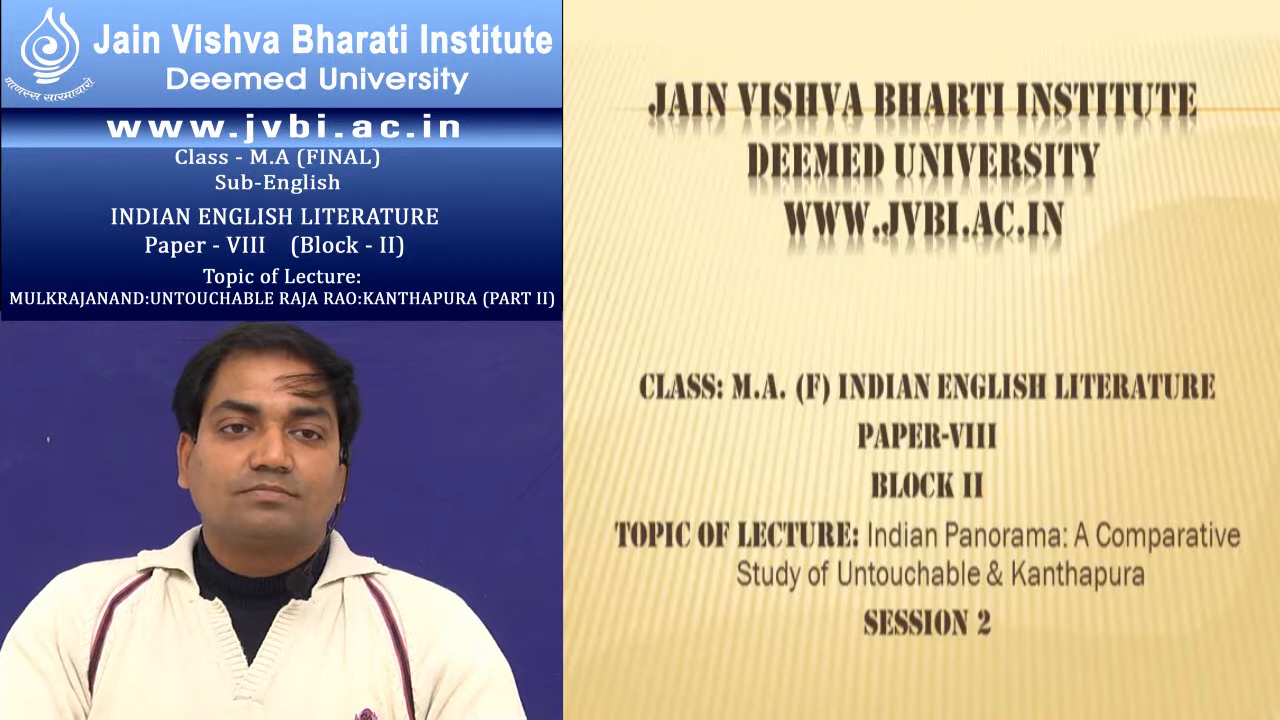 Jain Vishva Bharati Institute
Deemed University
णाणस्स सारमायारो
www.jvbi.ac.in
Class - M.A (FINAL)
Sub-English
INDIAN ENGLISH LITERATURE
Paper - VIII (Block - II)
Topic of Lecture:
MULKRAJANAND:UNTOUCHABLE RAJA RAO:KANTHAPURA (PART II)
JAIN VISHVA BHARTI INSTITUTE
DEEMED UNIVERSITY
WWW.JVBI.AC.IN
CLASS: M.A. (F) INDIAN ENGLISH LITERATURE
PAPER-VIII
BLOCK II
TOPIC OF LECTURE: Indian Panorama: A Comparative
Study of Untouchable & Kanthapura
SESSION 2